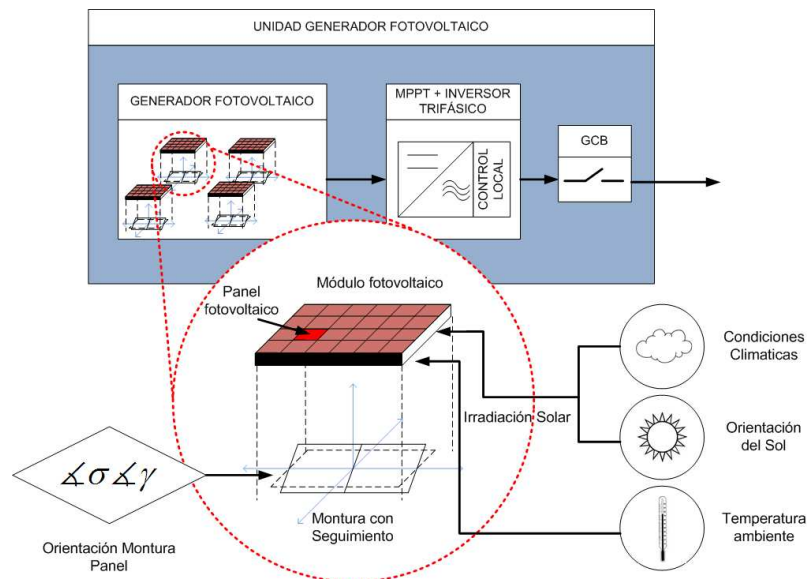 UNIDAD GENERADOR FOTOVOLTAICO
GENERADOR FOTOVOLTAICO
MPPT + INVERSOR
TRIFÁSICO
CONTROL
LOCAL
GCB
Módulo fotovoltaico
Panel
fotovoltaico
Condiciones
Climaticas
Irradiación Solar
Orientación
del Sol
∡σ∡γ
Montura con
Seguimiento
Orientación Montura
Panel
Temperatura
ambiente